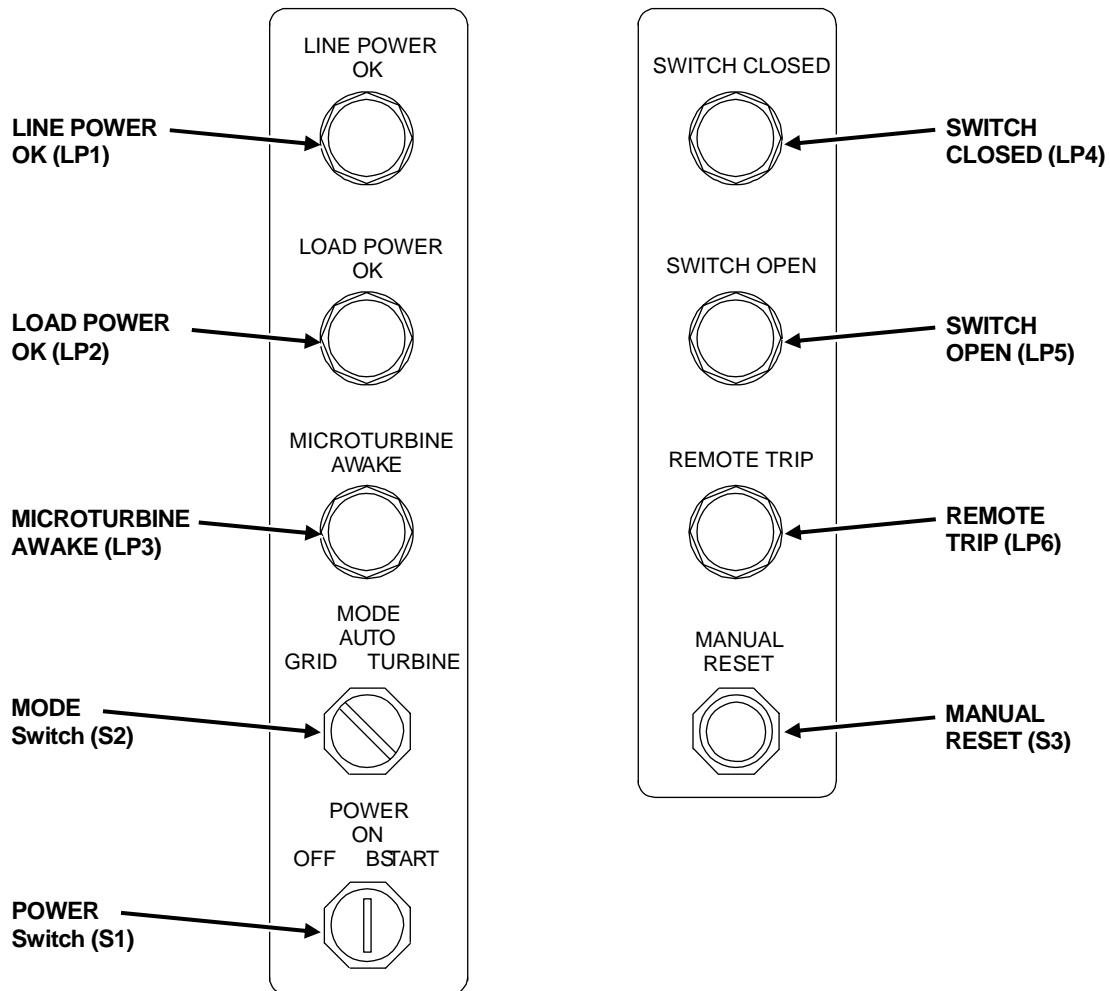 LINE POWER
OK
LINE POWER
OK (LP1)
LOAD POWER
OK
LOAD POWER
OK (LP2)
MICROTURBINE
AWAKE
MICROTURBINE
AWAKE (LP3)
MODE
AUTO
GRID TURBINE
MODE
Switch (S2)
POWER
ON
OFF BSTART
POWER
Switch (S1)
SWITCH CLOSED
SWITCH
CLOSED (LP4)
SWITCH OPEN
SWITCH
OPEN (LP5)
REMOTE TRIP
REMOTE
TRIP (LP6)
MANUAL
RESET
MANUAL
RESET (S3)